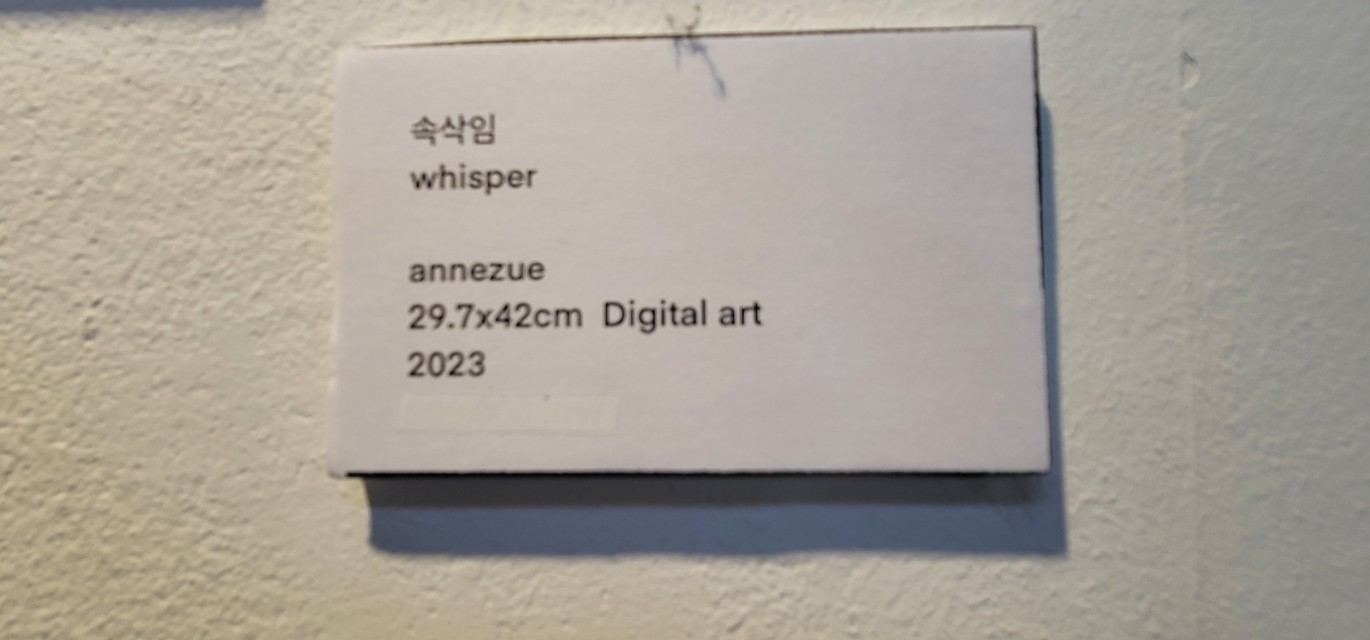 속삭임
whisper
annezue
29.7x42cm Digital art
2023